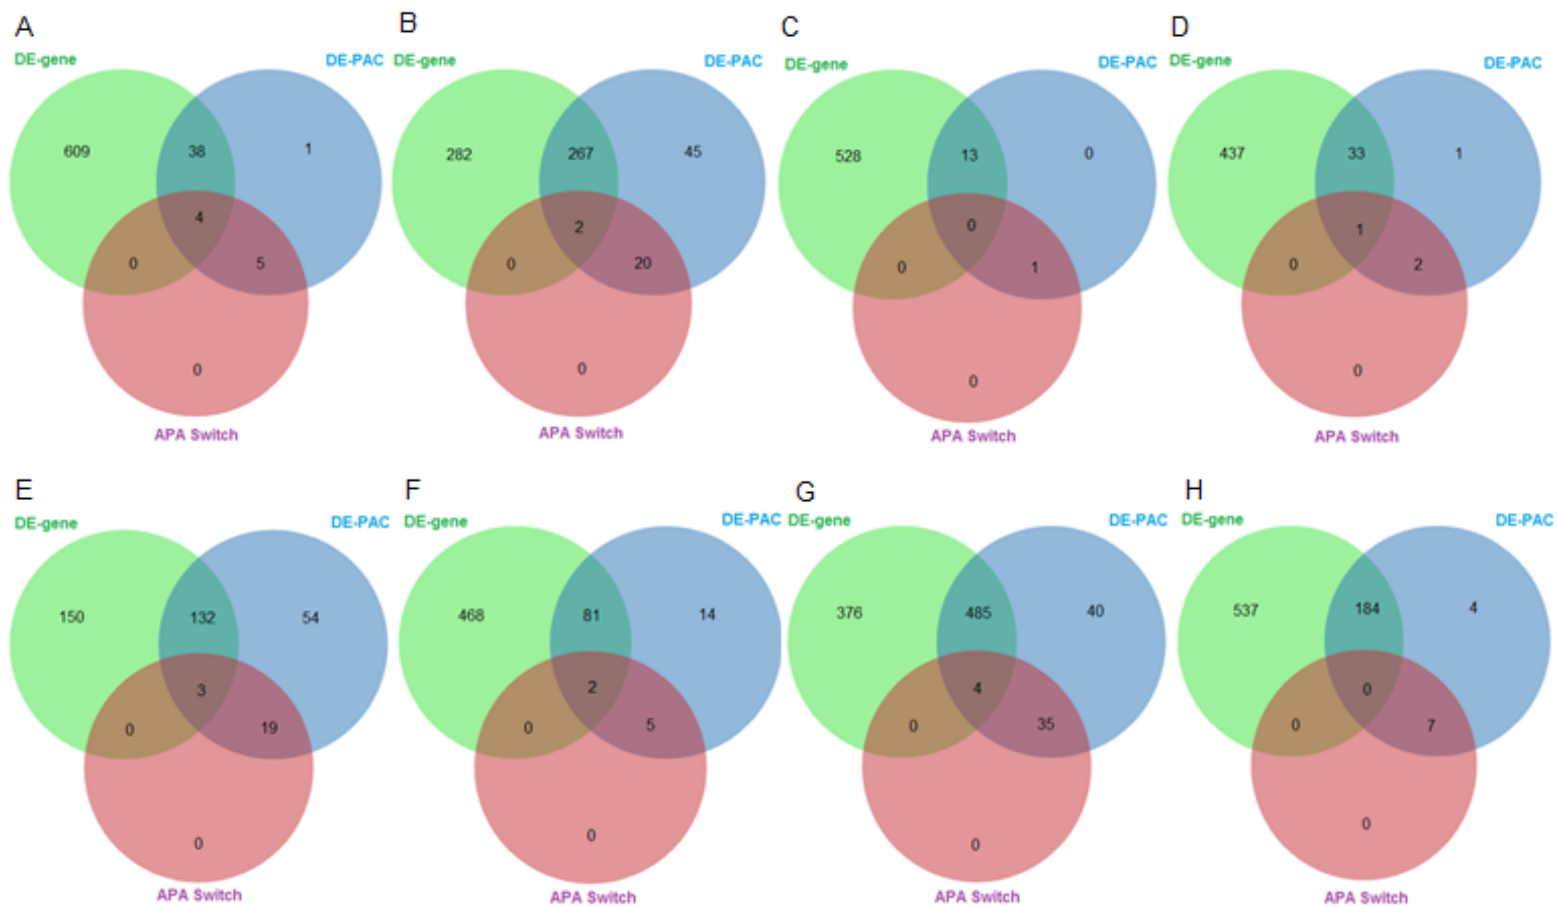 A
B
C
D
DE-gene
DE-PAC
DE-gene
DE-PAC
DE-gene
DE-PAC
DE-gene
DE-PAC
609
38
1
282
267
45
528
13
0
437
33
1
4
2
0
1
0
5
0
20
0
1
0
2
0
0
0
0
APA Switch
APA Switch
APA Switch
APA Switch
E
F
G
H
DE-gene
DE-PAC
DE-gene
DE-PAC
DE-gene
DE-PAC
DE-gene
DE-PAC
150
132
54
468
81
14
376
485
40
537
184
4
3
2
4
0
0
19
0
5
0
35
0
7
0
0
0
0
APA Switch
APA Switch
APA Switch
APA Switch